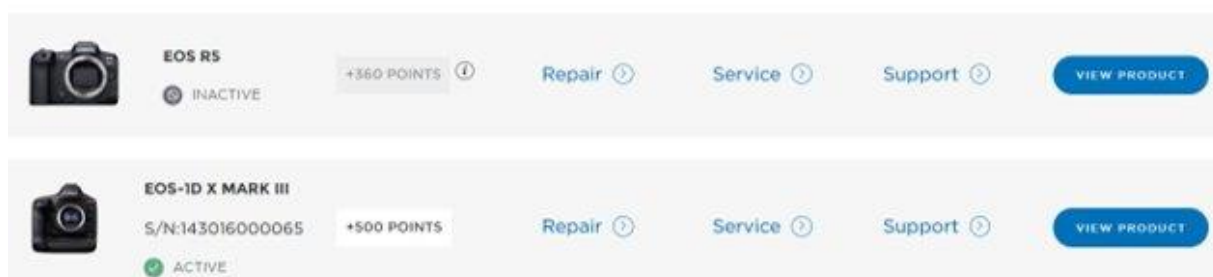 EOS R5
INACTIVE
+360 POINTS
Repair
Service
Support
VIEW PRODUCT
EOS-1D X MARK III
S/N:143016000065
ACTIVE
+500 POINTS
Repair
Service
Support
VIEW PRODUCT